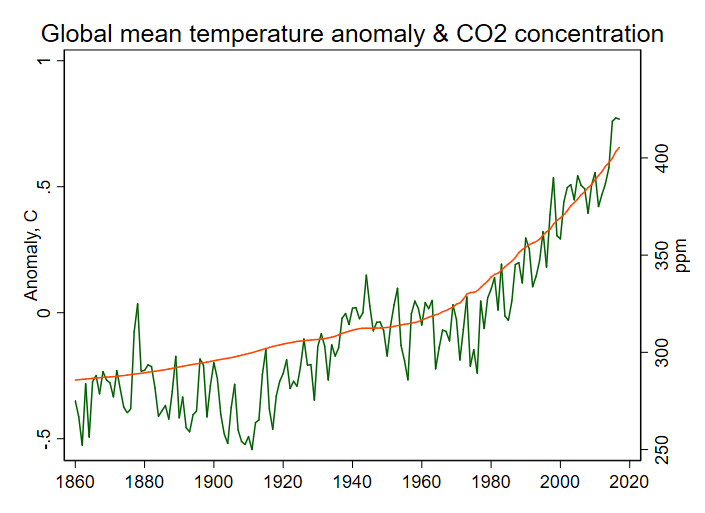 Global mean temperature anomaly & CO2 concentration
1
.5
0
-.5
Anomaly, C
400
350
300
250
ppm
1860 1880 1900 1920 1940 1960 1980 2000 2020